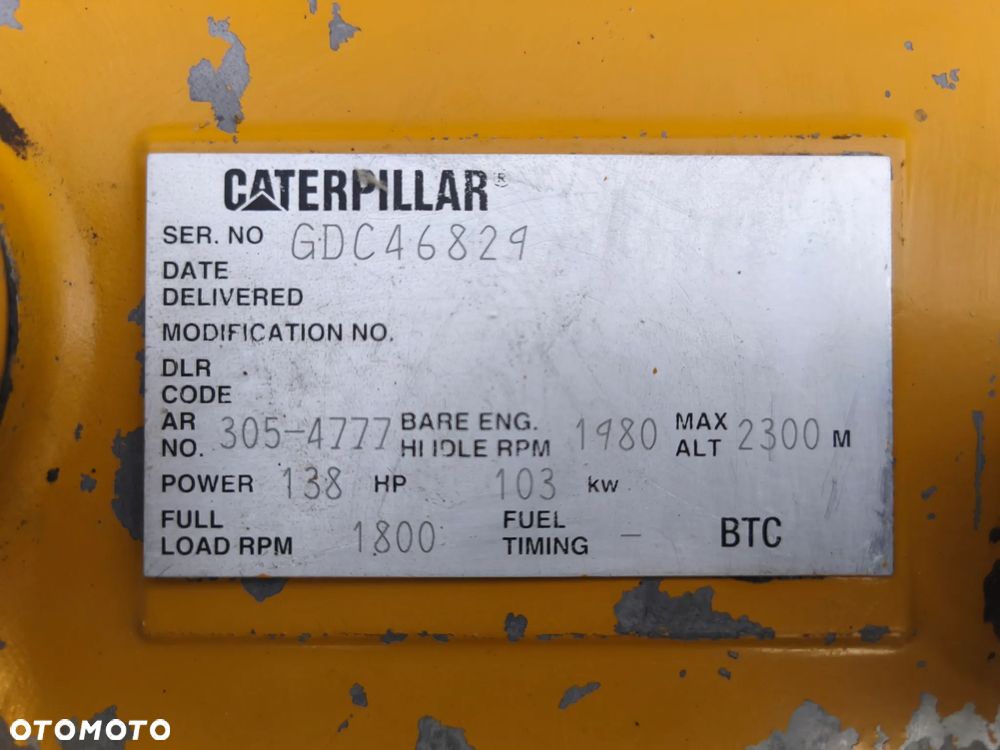 CATERPILLAR®
SER. NO GDC46829
DATE
DELIVERED
MODIFICATION NO.
DLR
CODE
AR
NO. 305-4777 BARE ENG.
HI IDLE RPM 1980 MAX
ALT 2300 M
POWER 138 HP 103 KW
FULL
LOAD RPM 1800 FUEL
TIMING - BTC
OTOMOTO